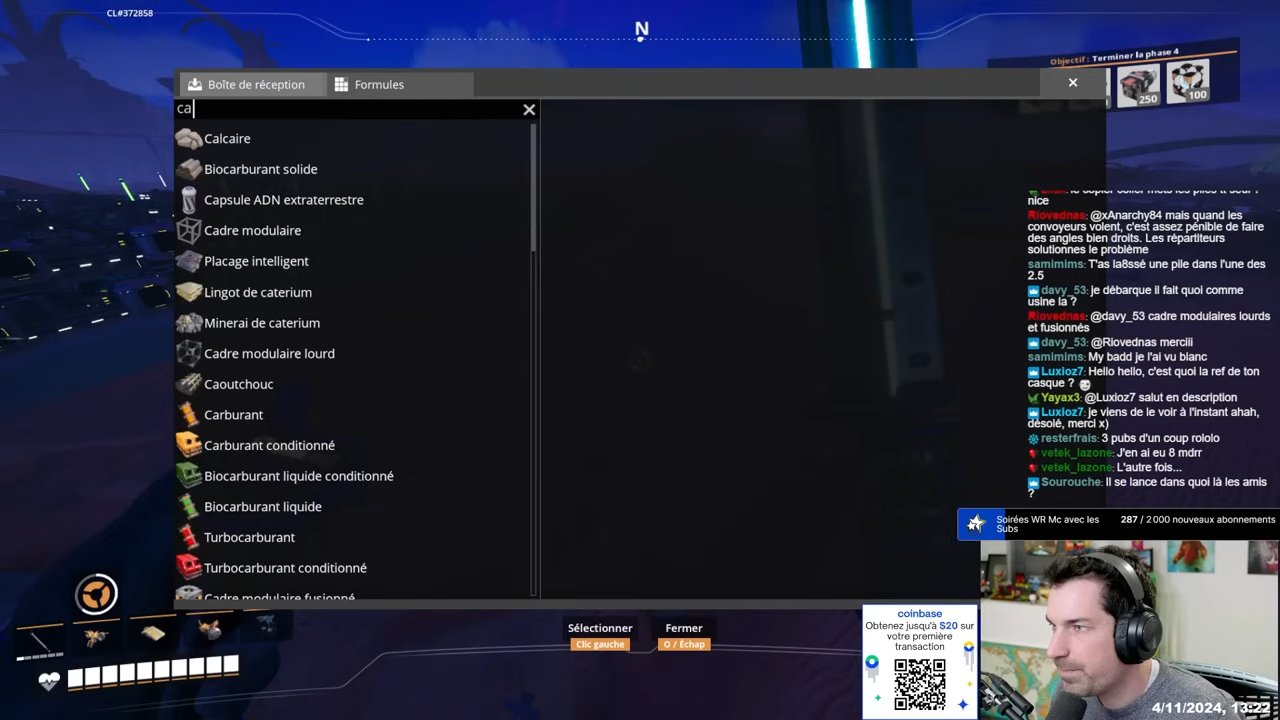 CL#372858
N
Objectif : Terminer la phase 4
250
100
Boîte de réception
Formules
ca
Calcaire
Biocarburant solide
Capsule ADN extraterrestre
Cadre modulaire
Placage intelligent
Lingot de caterium
Minerai de caterium
Cadre modulaire lourd
Caoutchouc
Carburant
Carburant conditionné
Biocarburant liquide conditionné
Biocarburant liquide
Turbocarburant
Turbocarburant conditionné
Cadre modulaire fusionné
Sélectionner
Clic gauche
Fermer
O / Échap
nice
Riovednas: @xAnarchy84 mais quand les
convoyeurs volent, c'est assez pénible de faire
des angles bien droits. Les répartiteurs
solutionnes le problème
samimims: T'as la8ssé une pile dans l'une des
2.5
davy_53: je débarque il fait quoi comme
usine la ?
Riovednas: @davy_53 cadre modulaires lourds
et fusionnés
davy_53: @Riovednas merciii
samimims: My badd je l'ai vu blanc
Luxioz7: Hello hello, c'est quoi la ref de ton
casque ?
Yayax3: @Luxioz7 salut en description
Luxioz7: je viens de le voir à l'instant ahah,
désolé, merci x)
resterfrais: 3 pubs d'un coup rololo
vetek_lazone: J'en ai eu 8 mdrr
vetek_lazone: L'autre fois...
Sourouche: Il se lance dans quoi là les amis
?
Soirées WR Mc avec les
Subs
287 / 2 000 nouveaux abonnements
coinbase
Obtenez jusqu'à $20 sur
votre première
transaction
4/11/2024, 13:22